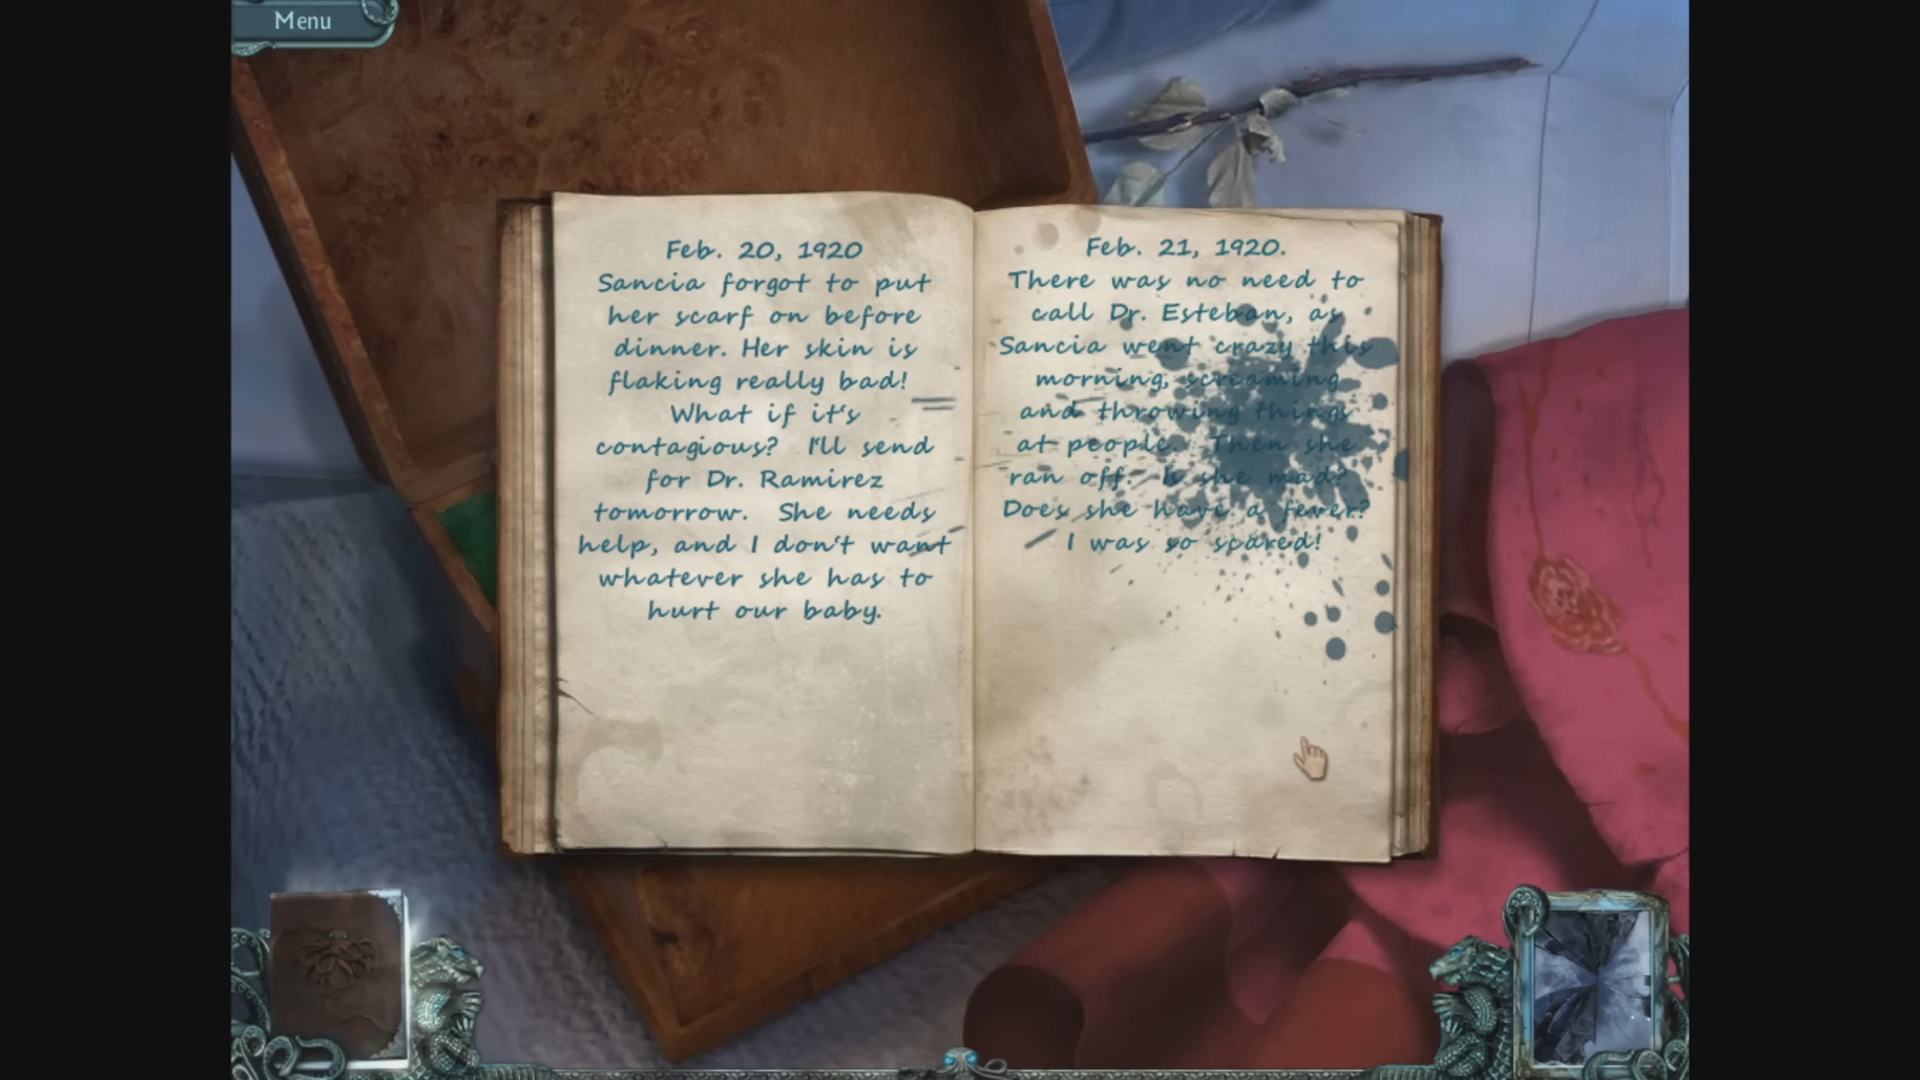 Menu
Feb. 20, 1920
Sancia forgot to put
her scarf on before
dinner. Her skin is
flaking really bad!
What if it's
contagious? I'll send
for Dr. Ramirez
tomorrow. She needs
help, and I don't want
whatever she has to
hurt our baby.
Feb. 21, 1920.
There was no need to
call Dr. Esteban, as
Sancia went crazy this
morning, screaming
and throwing things
at people. Then she
ran off. Is she mad?
Does she have a fever?
I was so scared!